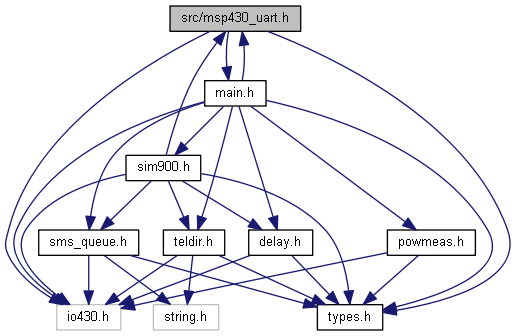 src/msp430_uart.h
main.h
sim900.h
sms_queue.h
teldir.h
delay.h
powmeas.h
io430.h
string.h
types.h